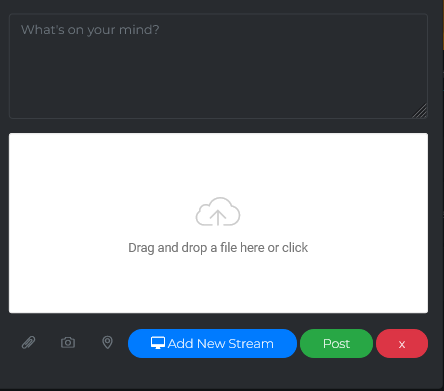 What's on your mind?
Drag and drop a file here or click
Add New Stream Post x